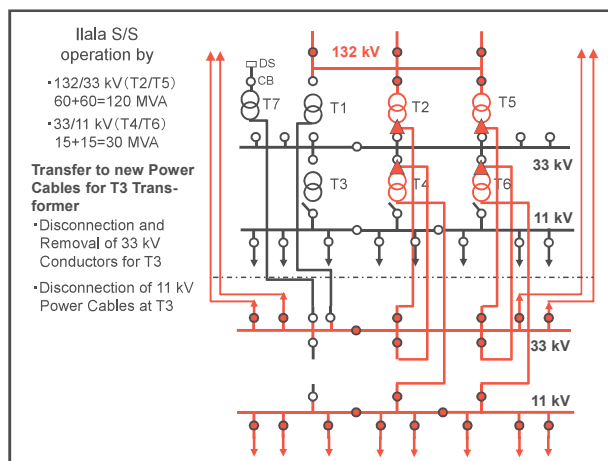 Ilala S/S
operation by
・132/33 kV(T2/T5)
60+60=120 MVA
・33/11 kV(T4/T6)
15+15=30 MVA
Transfer to new Power
Cables for T3 Trans-
former
・Disconnection and
Removal of 33 kV
Conductors for T3
・Disconnection of 11 kV
Power Cables at T3
132 kV
DS
CB
T7
T1
T2
T5
33 kV
T3
T4
T6
11 kV
33 kV
11 kV